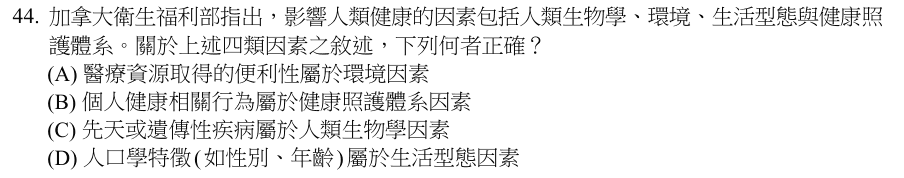 44. 加拿大衛生福利部指出，影響人類健康的因素包括人類生物學、環境、生活型態與健康照
護體系。關於上述四類因素之敘述，下列何者正確？
(A) 醫療資源取得的便利性屬於環境因素
(B) 個人健康相關行為屬於健康照護體系因素
(C) 先天或遺傳性疾病屬於人類生物學因素
(D) 人口學特徵(如性別、年齡)屬於生活型態因素